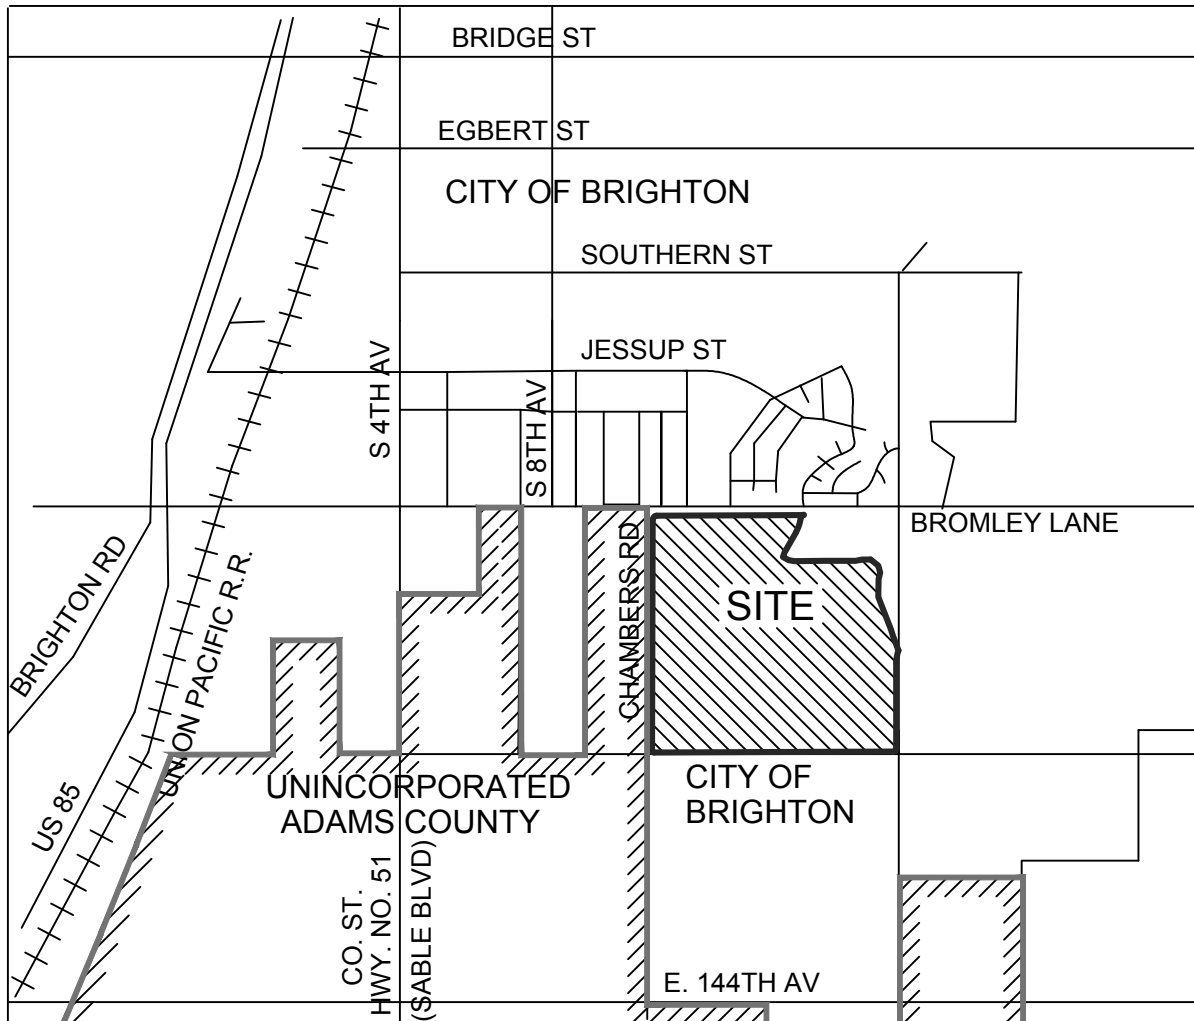 BRIDGE ST
EGBERT ST
CITY OF BRIGHTON
SOUTHERN ST
JESSUP ST
S 4TH AV
S 8TH AV
BROMLEY LANE
BRIGHTON RD
UNION PACIFIC R.R.
CHAMBERS RD
SITE
US 85
UNINCORPORATED
ADAMS COUNTY
CITY OF
BRIGHTON
CO. ST.
HWY. NO. 51
(SABLE BLVD)
E. 144TH AV